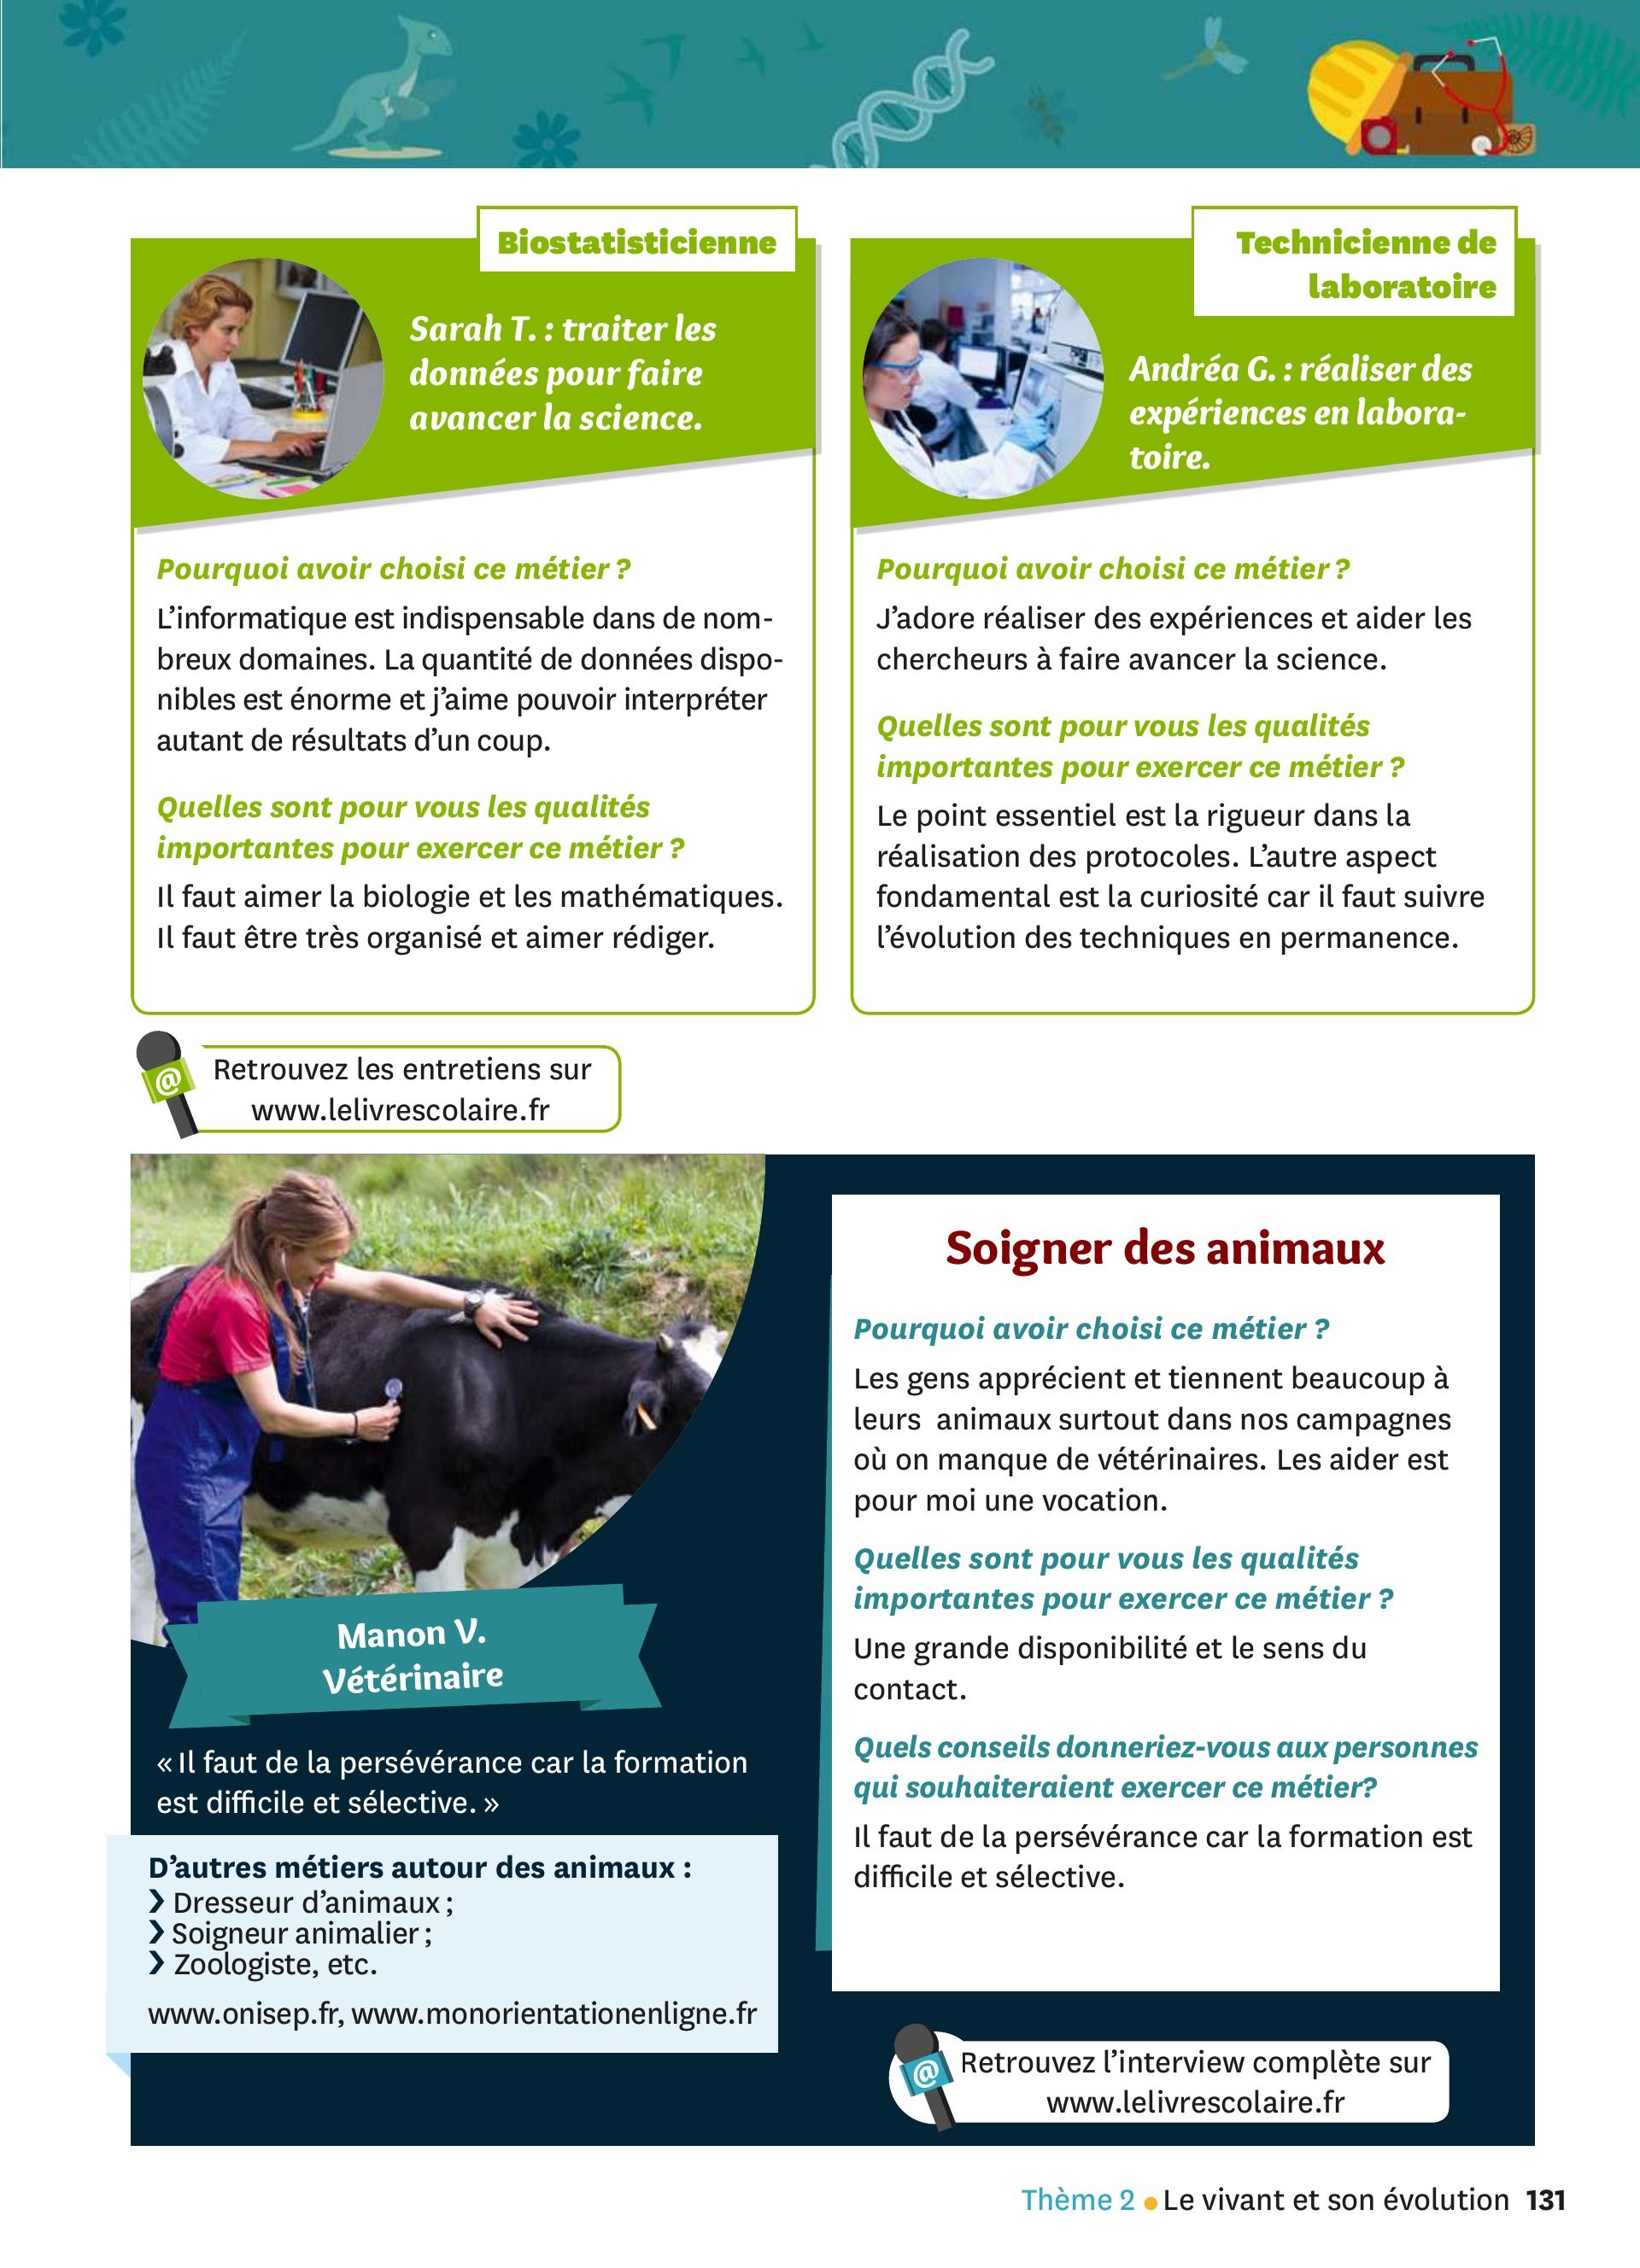 Biostatisticienne
Sarah T. : traiter les
données pour faire
avancer la science.
Pourquoi avoir choisi ce métier ?
L'informatique est indispensable dans de nom-
breux domaines. La quantité de données dispo-
nibles est énorme et j'aime pouvoir interpréter
autant de résultats d'un coup.
Quelles sont pour vous les qualités
importantes pour exercer ce métier ?
Il faut aimer la biologie et les mathématiques.
Il faut être très organisé et aimer rédiger.
Technicienne de
laboratoire
Andréa G. : réaliser des
expériences en labora-
toire.
Pourquoi avoir choisi ce métier ?
J'adore réaliser des expériences et aider les
chercheurs à faire avancer la science.
Quelles sont pour vous les qualités
importantes pour exercer ce métier ?
Le point essentiel est la rigueur dans la
réalisation des protocoles. L'autre aspect
fondamental est la curiosité car il faut suivre
l'évolution des techniques en permanence.
@
Retrouvez les entretiens sur
www.lelivrescolaire.fr
Manon V.
Vétérinaire
« Il faut de la persévérance car la formation
est difficile et sélective. »
D'autres métiers autour des animaux :
❯ Dresseur d'animaux ;
❯ Soigneur animalier ;
❯ Zoologiste, etc.
www.onisep.fr, www.monorientationenligne.fr
Soigner des animaux
Pourquoi avoir choisi ce métier ?
Les gens apprécient et tiennent beaucoup à
leurs animaux surtout dans nos campagnes
où on manque de vétérinaires. Les aider est
pour moi une vocation.
Quelles sont pour vous les qualités
importantes pour exercer ce métier ?
Une grande disponibilité et le sens du
contact.
Quels conseils donneriez-vous aux personnes
qui souhaiteraient exercer ce métier?
Il faut de la persévérance car la formation est
difficile et sélective.
@
Retrouvez l'interview complète sur
www.lelivrescolaire.fr
Thème 2 ● Le vivant et son évolution 131